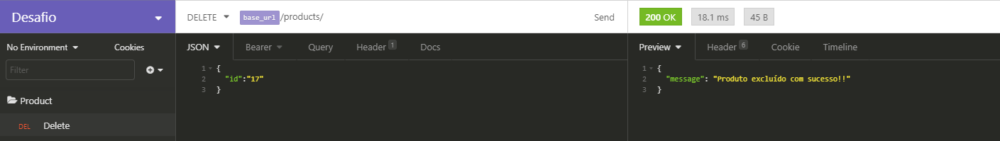 Desafio
DELETE base_url/products/ Send
200 OK 18.1 ms 45 B
No Environment Cookies
JSON Bearer Query Header 1 Docs
Preview Header 6 Cookie Timeline
Filter
1 {
2 "id":"17"
3 }
1 {
2 "message": "Produto excluído com sucesso!!"
3 }
Product
DEL Delete